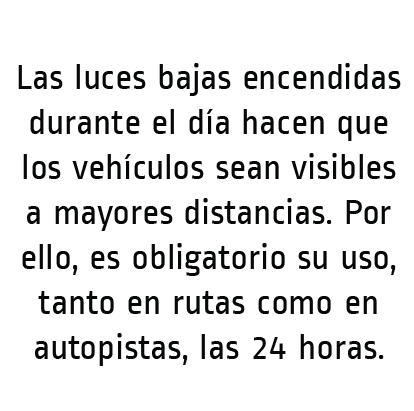 Las luces bajas encendidas
durante el día hacen que
los vehículos sean visibles
a mayores distancias. Por
ello, es obligatorio su uso,
tanto en rutas como en
autopistas, las 24 horas.